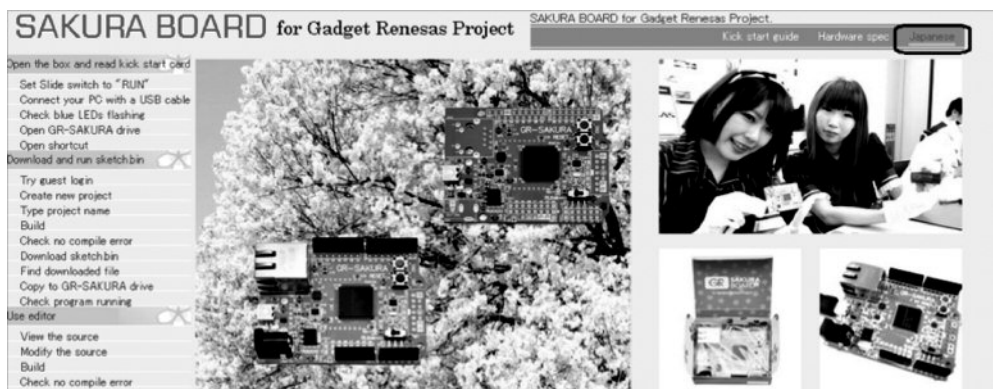 SAKURA BOARD for Gadget Renesas Project
SAKURA BOARD for Gadget Renesas Project.
Kick start guide Hardware spec Japanese
Open the box and read kick start card
Set Slide switch to "RUN"
Connect your PC with a USB cable
Check blue LEDs flashing
Open GR-SAKURA drive
Open shortcut
Download and run sketch.bin
Try guest login
Create new project
Type project name
Build
Check no compile error
Download sketch.bin
Find downloaded file
Copy to GR-SAKURA drive
Check program running
Use editor
View the source
Modify the source
Build
Check no compile error
GR-SAKURA
RESET
GR-SAKURA
RESET
GR SAKURA